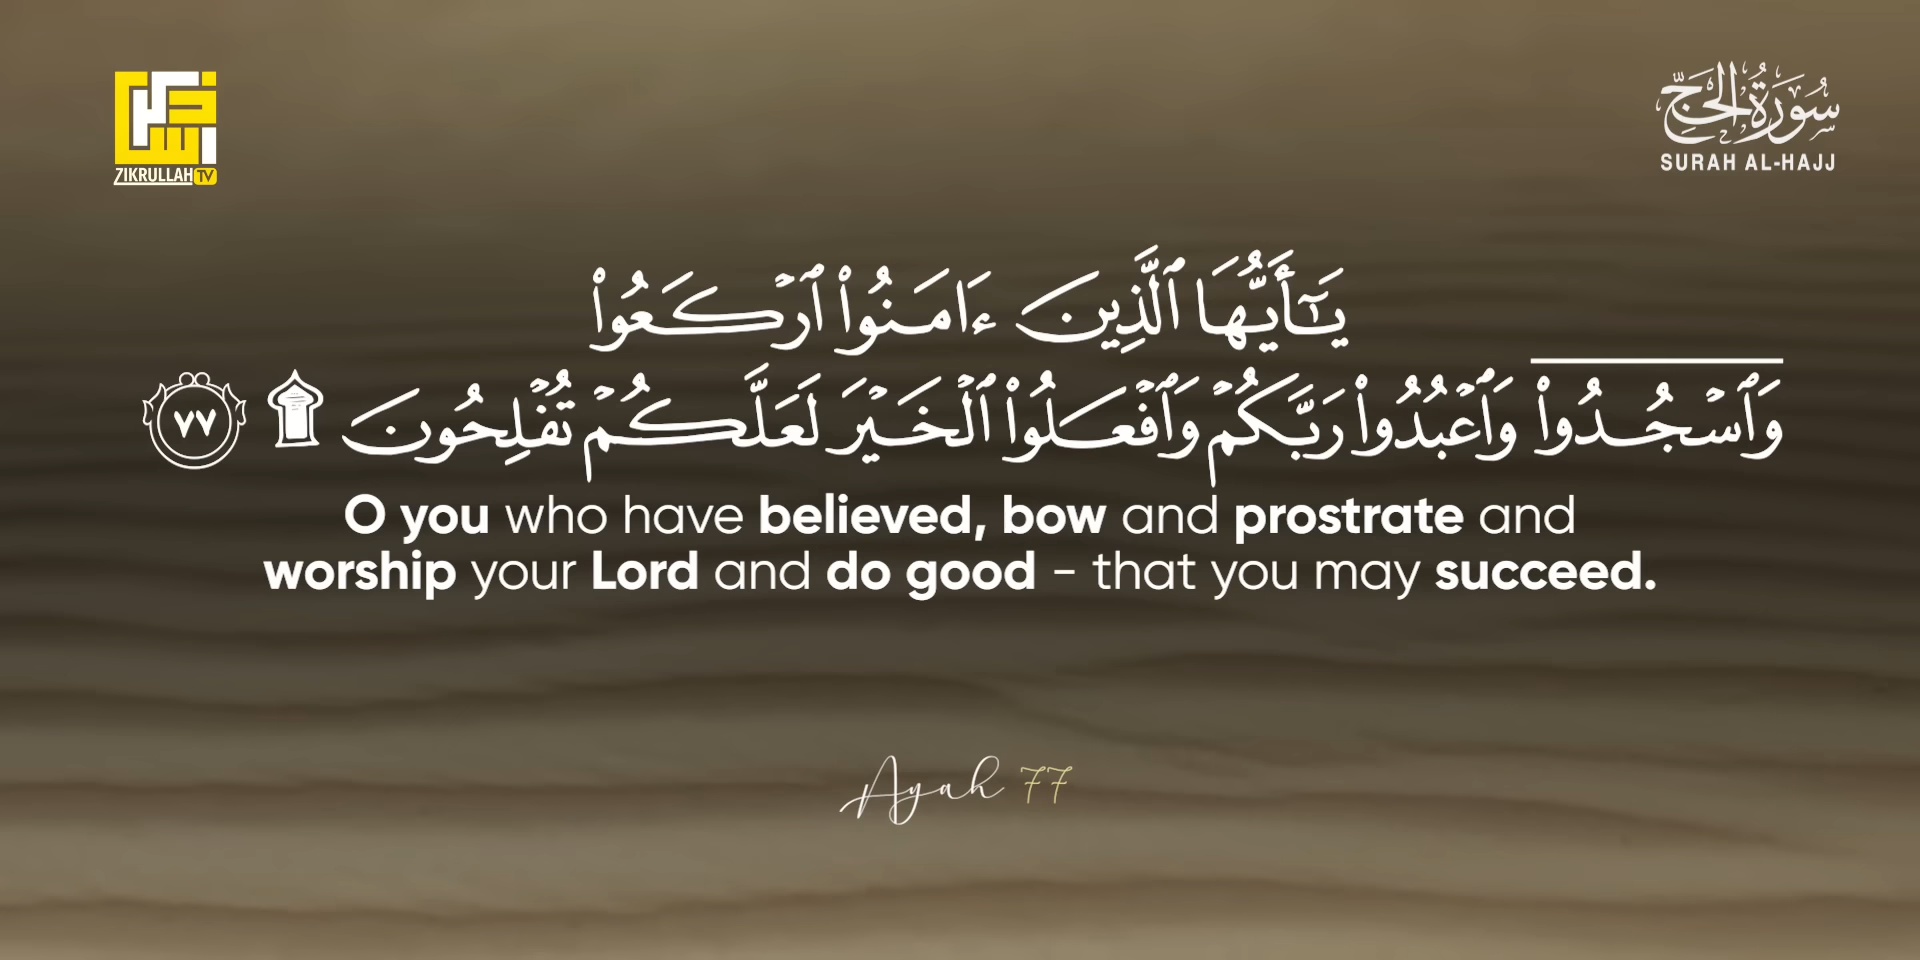 ZIKRULLAH TV
سُورَةُ الحَجِّ
SURAH AL-HAJJ
يَـٰٓأَيُّهَا ٱلَّذِينَ ءَامَنُوا۟ ٱرْكَعُوا۟
وَٱسْجُدُوا۟ وَٱعْبُدُوا۟ رَبَّكُمْ وَٱفْعَلُوا۟ ٱلْخَيْرَ لَعَلَّكُمْ تُفْلِحُونَ ۩ ٧٧
O you who have believed, bow and prostrate and
worship your Lord and do good - that you may succeed.
Ayah 77